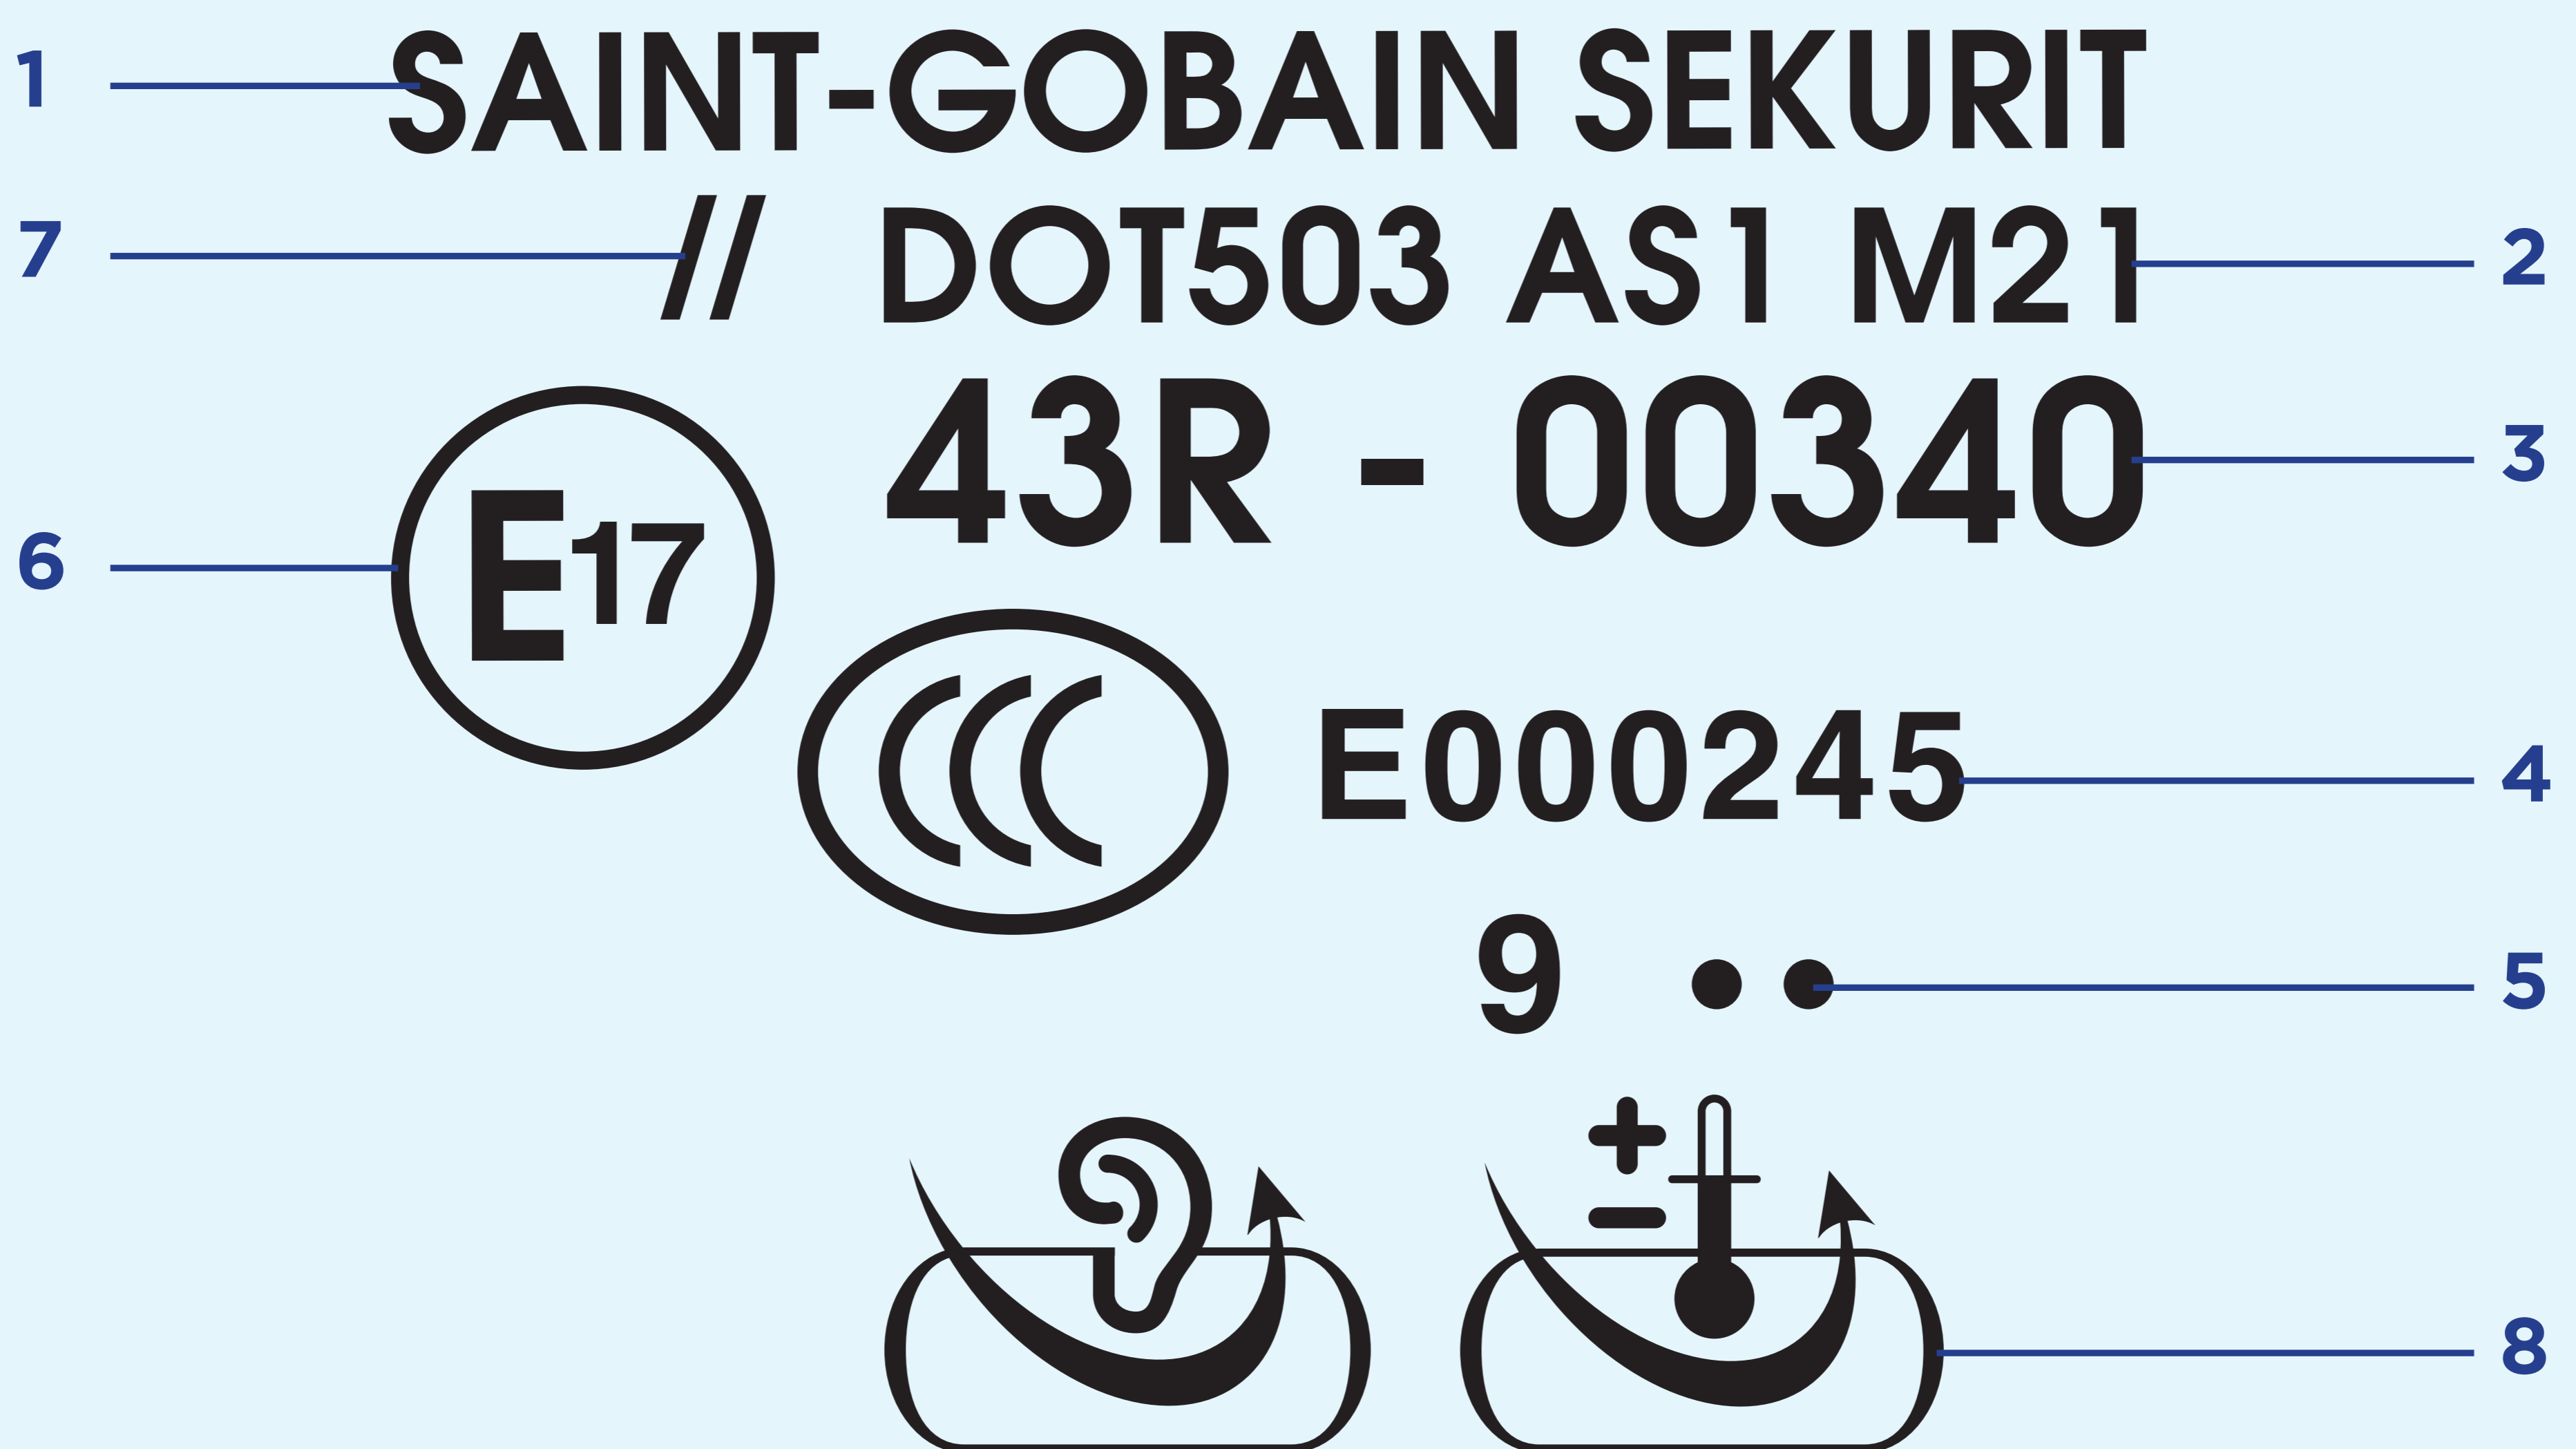 1 SAINT-GOBAIN SEKURIT
7 // DOT503 AS1 M21 2
43R - 00340 3
6 E17
CCC E000245 4
9 •• 5
+
-
8